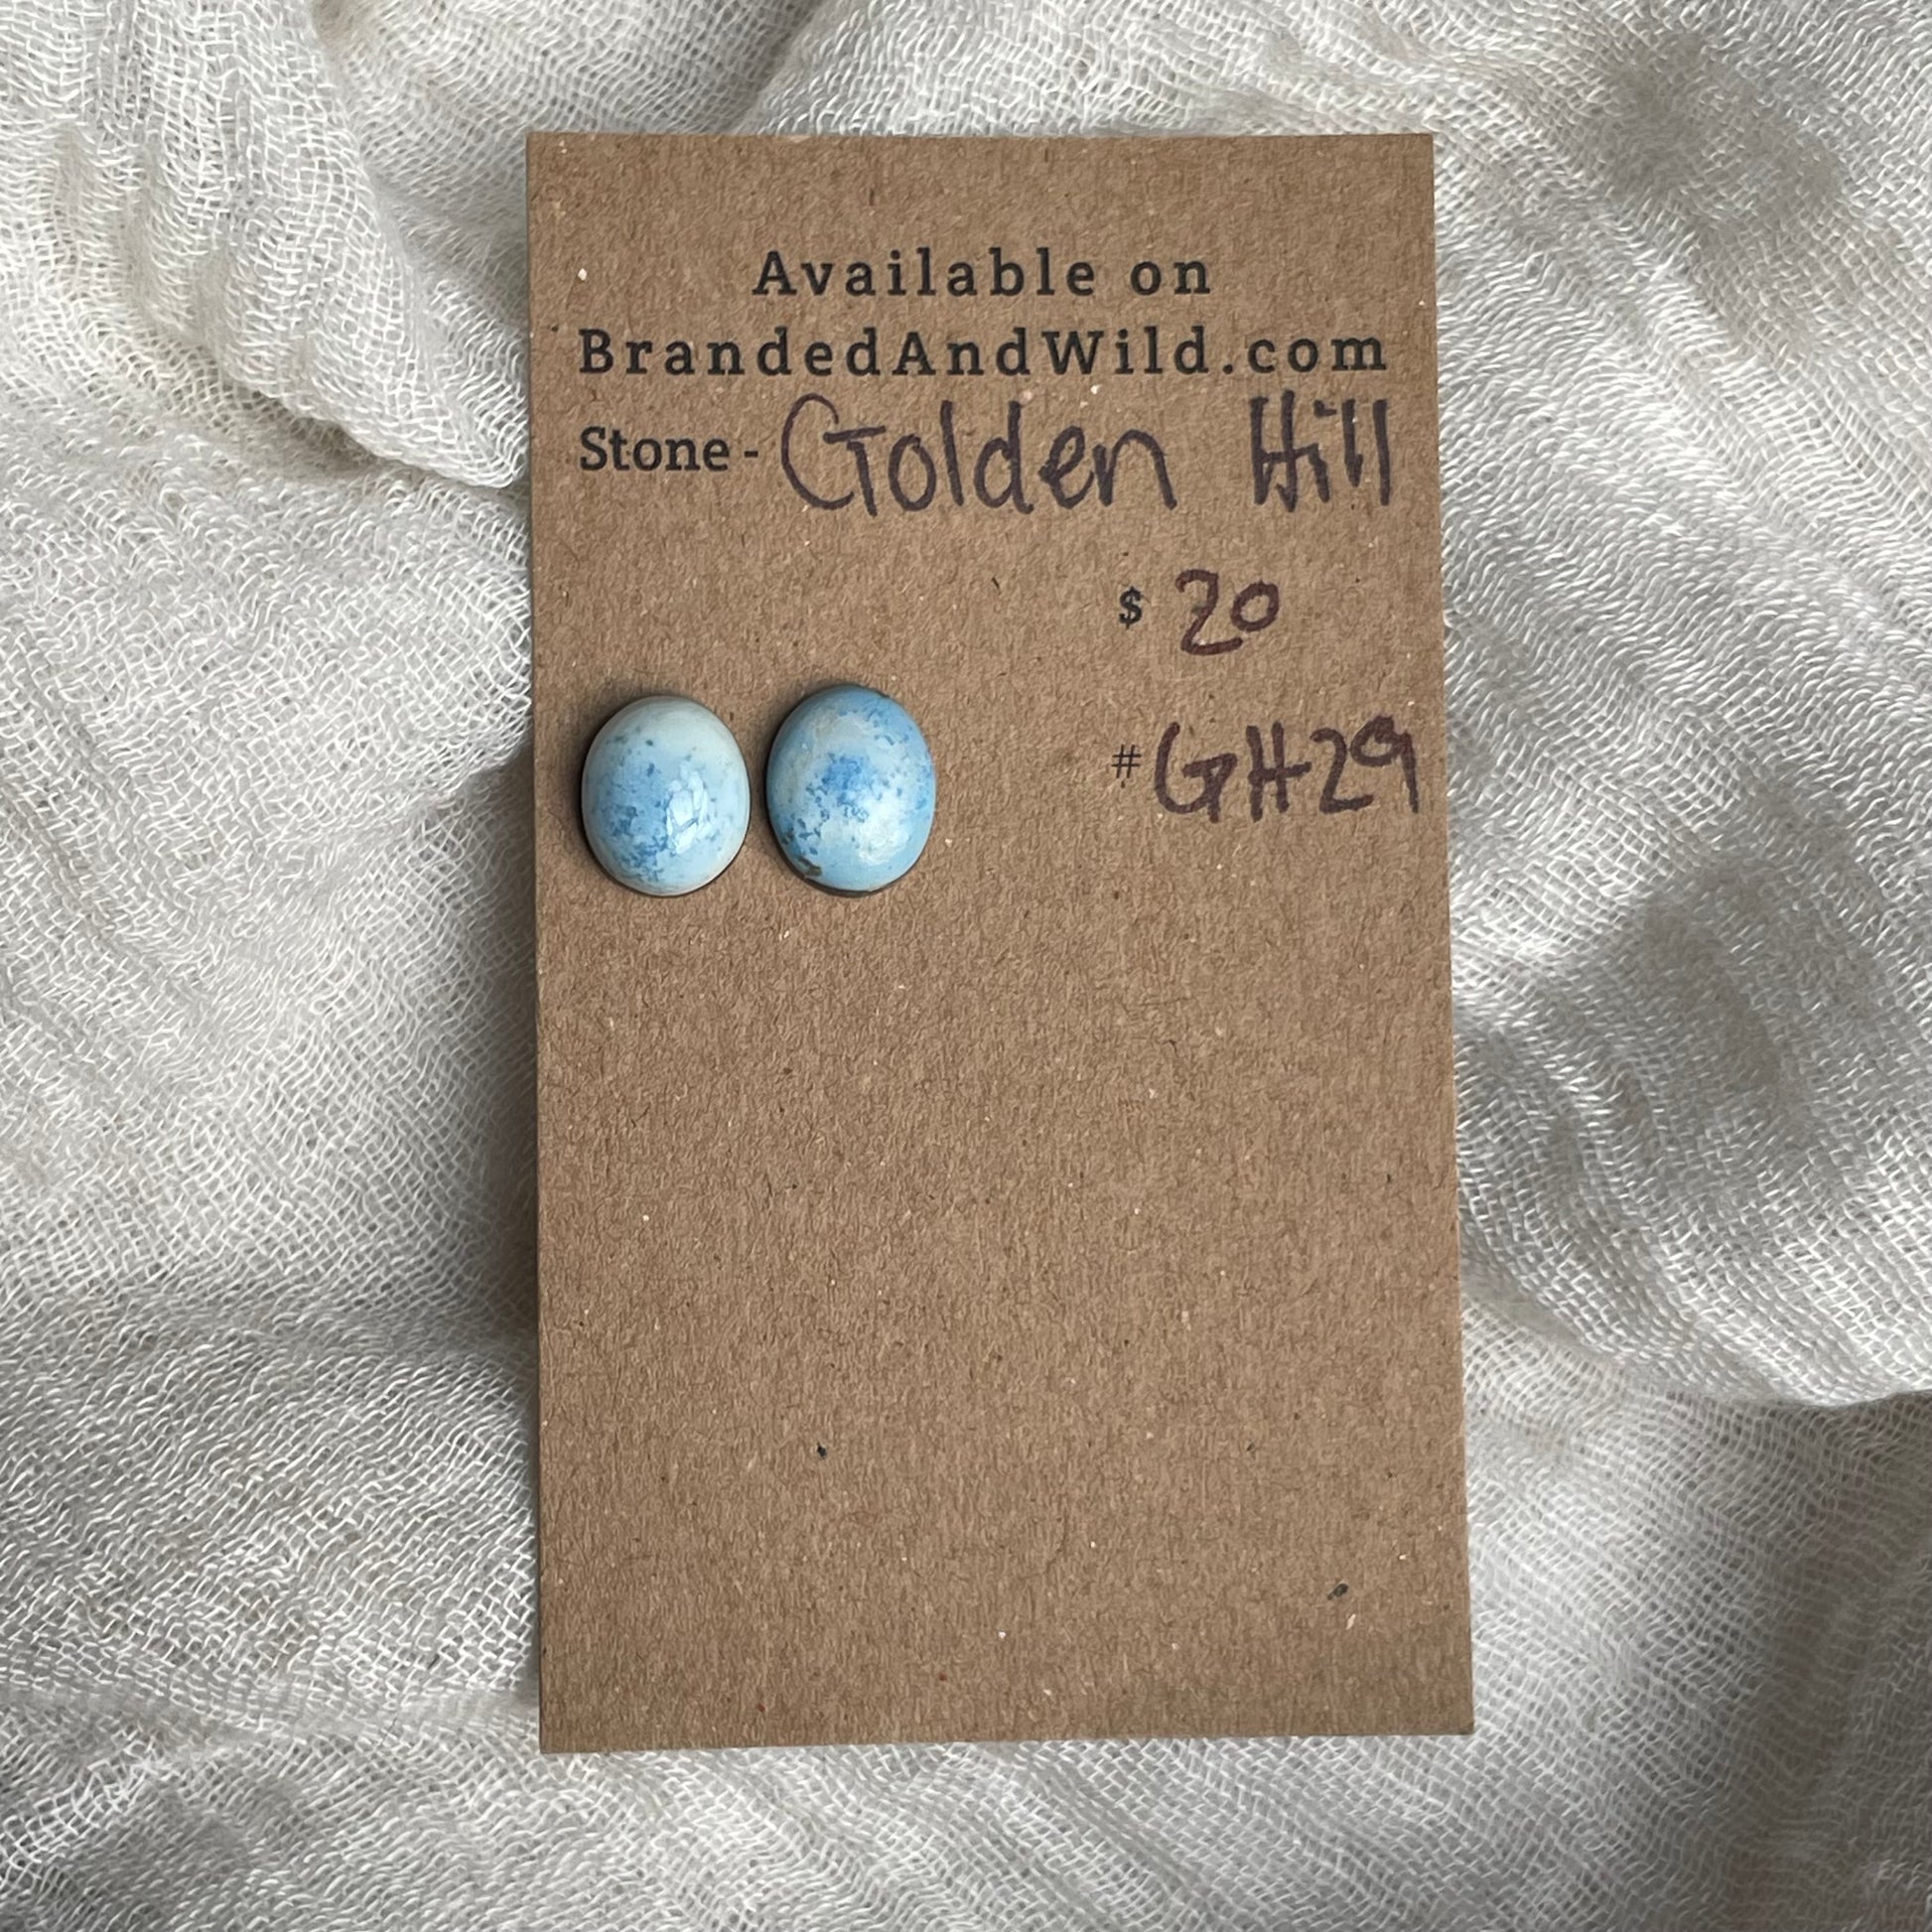 Available on
BrandedAndWild.com
Stone - Golden Hill
$ 20
# GH29